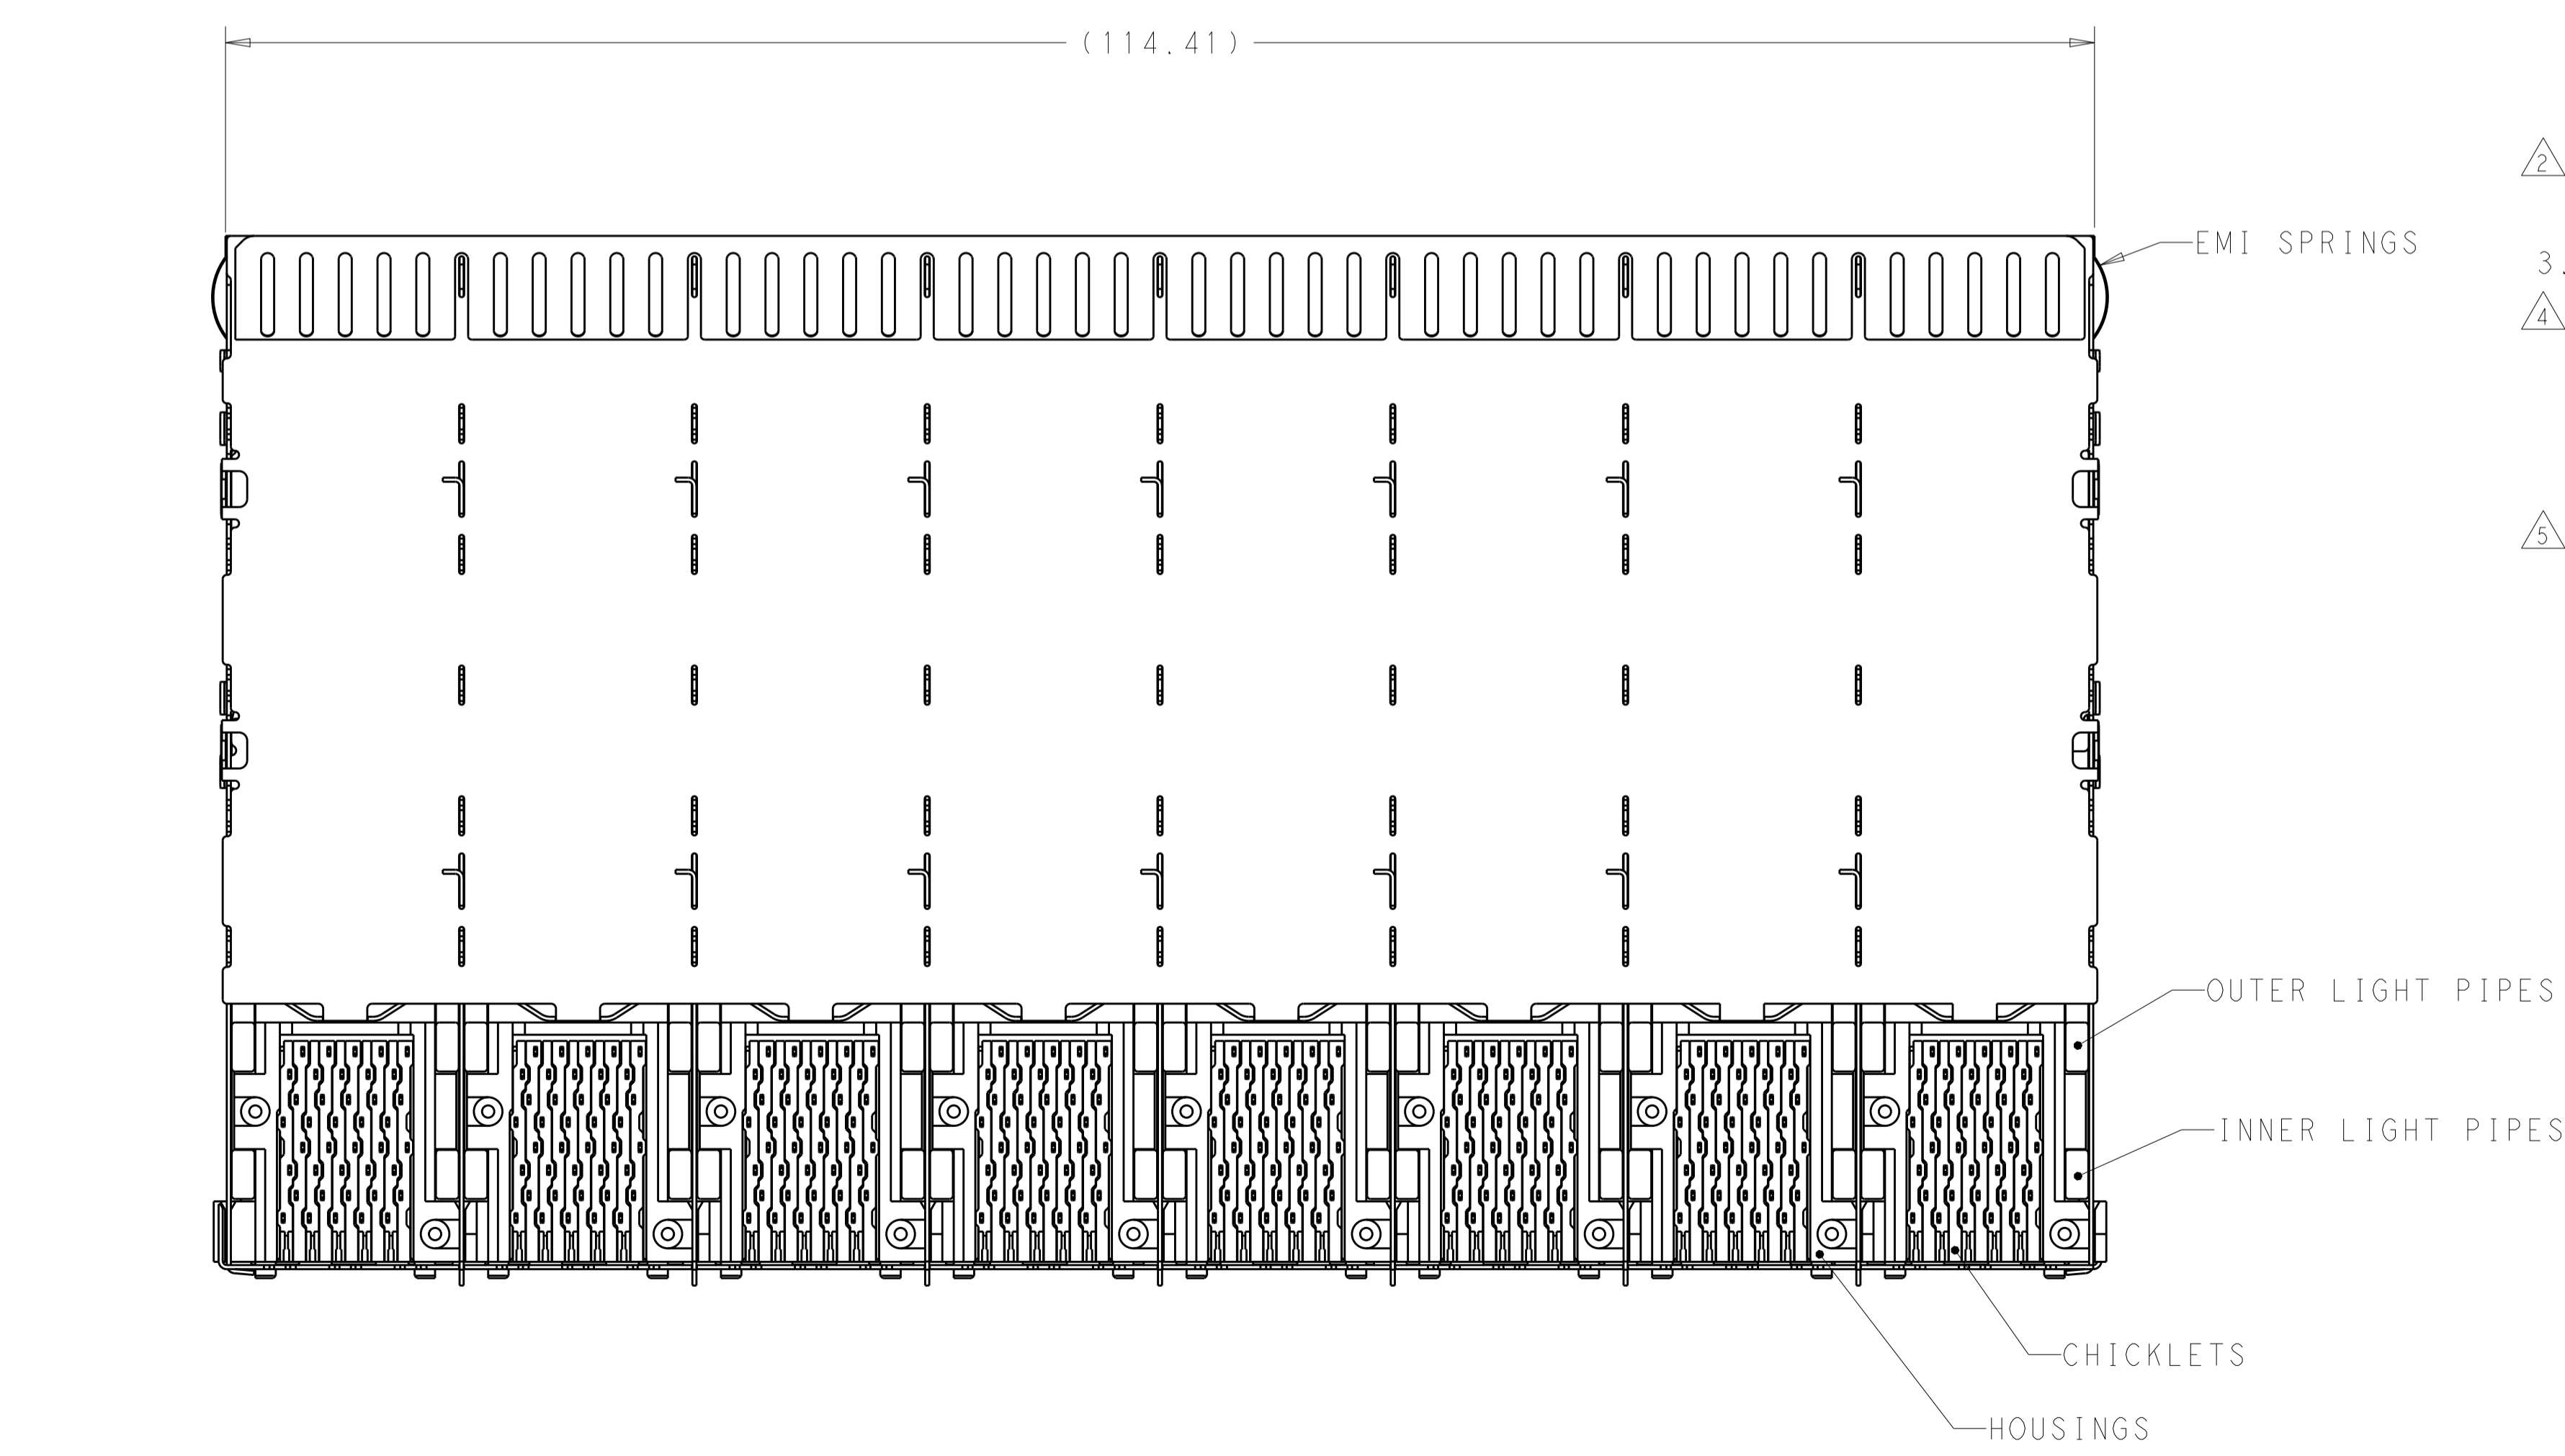 (114.41)
2
EMI SPRINGS
3.
4
5
OUTER LIGHT PIPES
INNER LIGHT PIPES
CHICKLETS
HOUSINGS